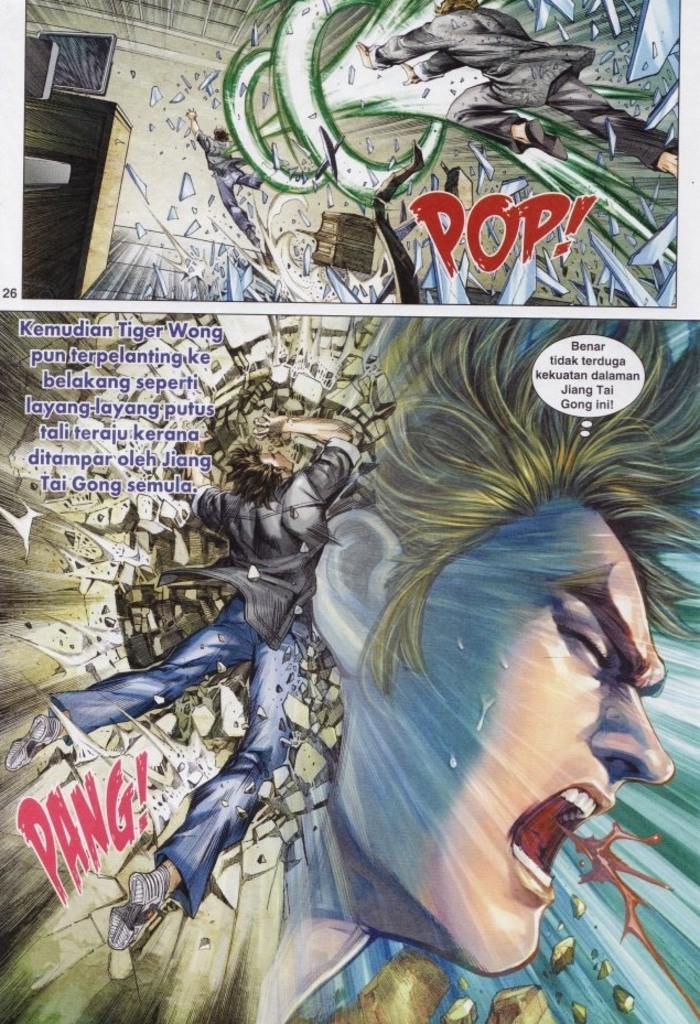 POP!
26
Kemudian Tiger Wong
pun terpelanting ke
belakang seperti
layang-layang putus
tali teraju kerana
ditampar oleh Jiang
Tai Gong semula.
Benar
tidak terduga
kekuatan dalaman
Jiang Tai
Gong ini!
PANG!